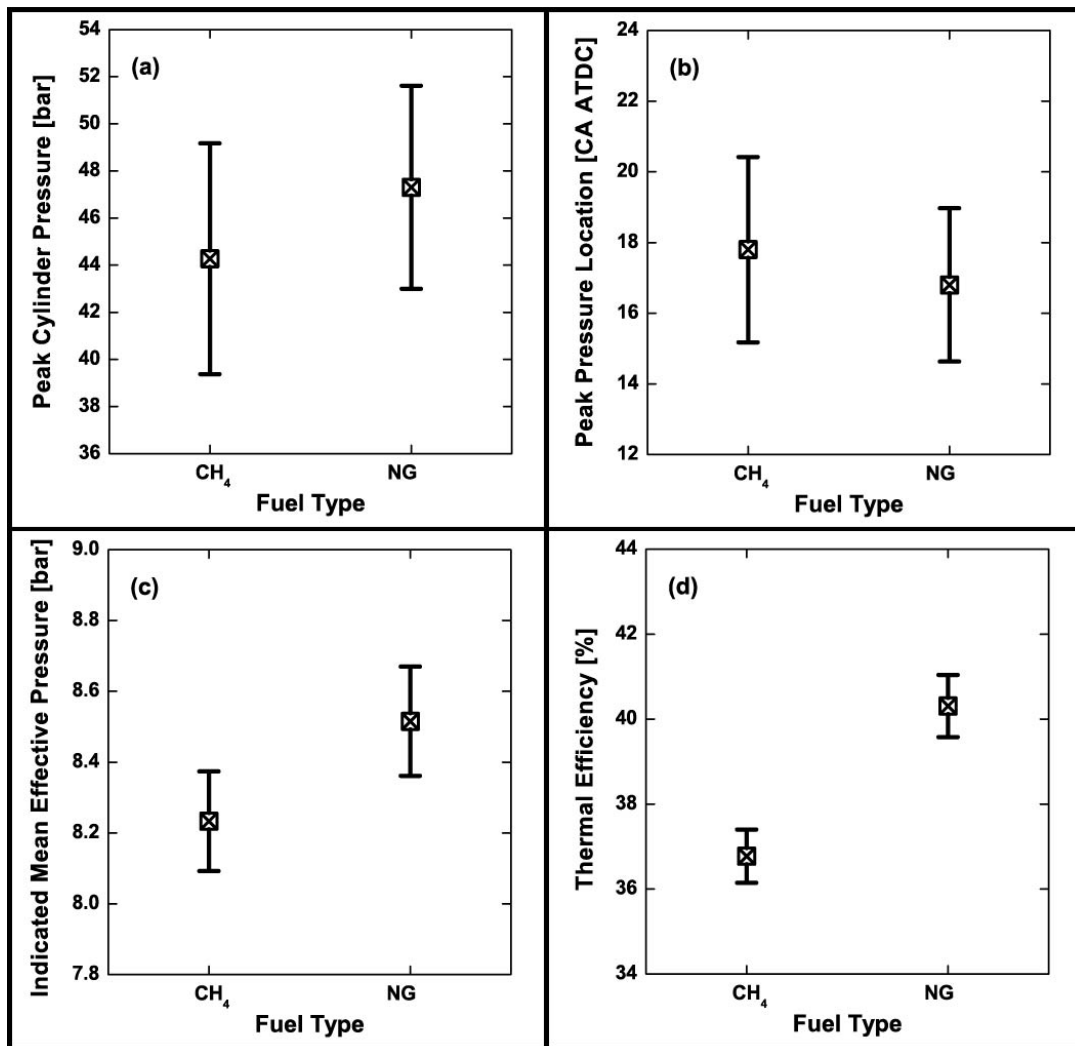 (a)
Peak Cylinder Pressure [bar]
54
52
50
48
46
44
42
40
38
36
CH₄
NG
Fuel Type
(b)
Peak Pressure Location [CA ATDC]
24
22
20
18
16
14
12
CH₄
NG
Fuel Type
(c)
Indicated Mean Effective Pressure [bar]
9.0
8.8
8.6
8.4
8.2
8.0
7.8
CH₄
NG
Fuel Type
(d)
Thermal Efficiency [%]
44
42
40
38
36
34
CH₄
NG
Fuel Type